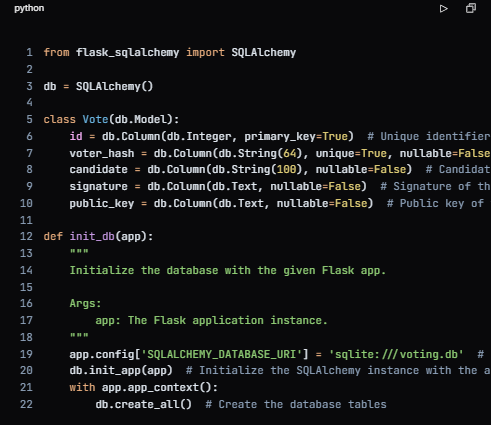 python
1 from flask_sqlalchemy import SQLAlchemy
2
3 db = SQLAlchemy()
4
5 class Vote(db.Model):
6     id = db.Column(db.Integer, primary_key=True)  # Unique identifier
7     voter_hash = db.Column(db.String(64), unique=True, nullable=False
8     candidate = db.Column(db.String(100), nullable=False)  # Candidat
9     signature = db.Column(db.Text, nullable=False)  # Signature of th
10     public_key = db.Column(db.Text, nullable=False)  # Public key of
11
12 def init_db(app):
13     """
14     Initialize the database with the given Flask app.
15
16     Args:
17         app: The Flask application instance.
18     """
19     app.config['SQLALCHEMY_DATABASE_URI'] = 'sqlite:///voting.db'  #
20     db.init_app(app)  # Initialize the SQLAlchemy instance with the a
21     with app.app_context():
22         db.create_all()  # Create the database tables